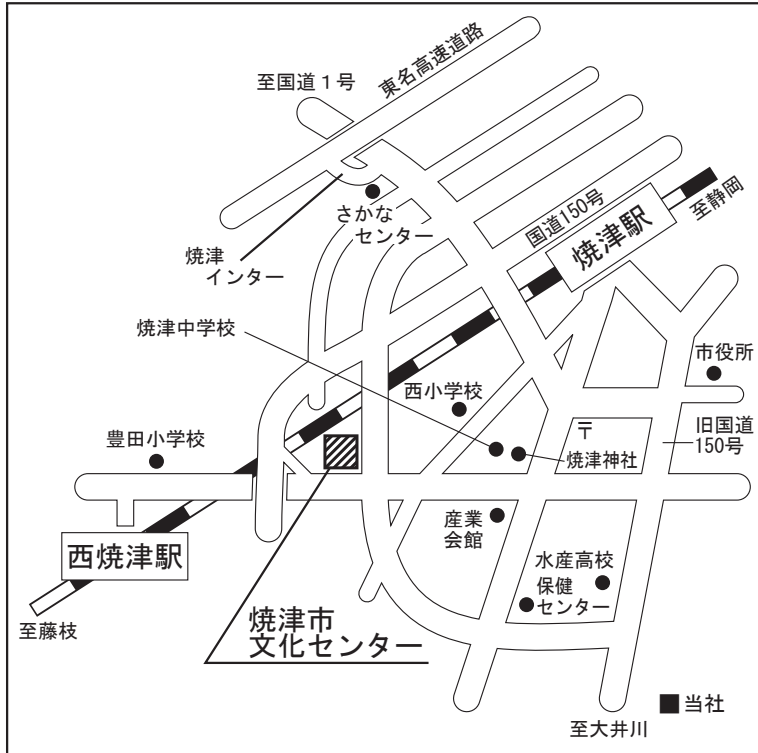 東名高速道路
至国道１号
さかな
センター
国道150号
焼津駅
至静岡
焼津
インター
焼津中学校
西小学校
市役所
豊田小学校
〒
旧国道
150号
焼津神社
産業
会館
西焼津駅
水産高校
保健
センター
焼津市
文化センター
至藤枝
当社
至大井川